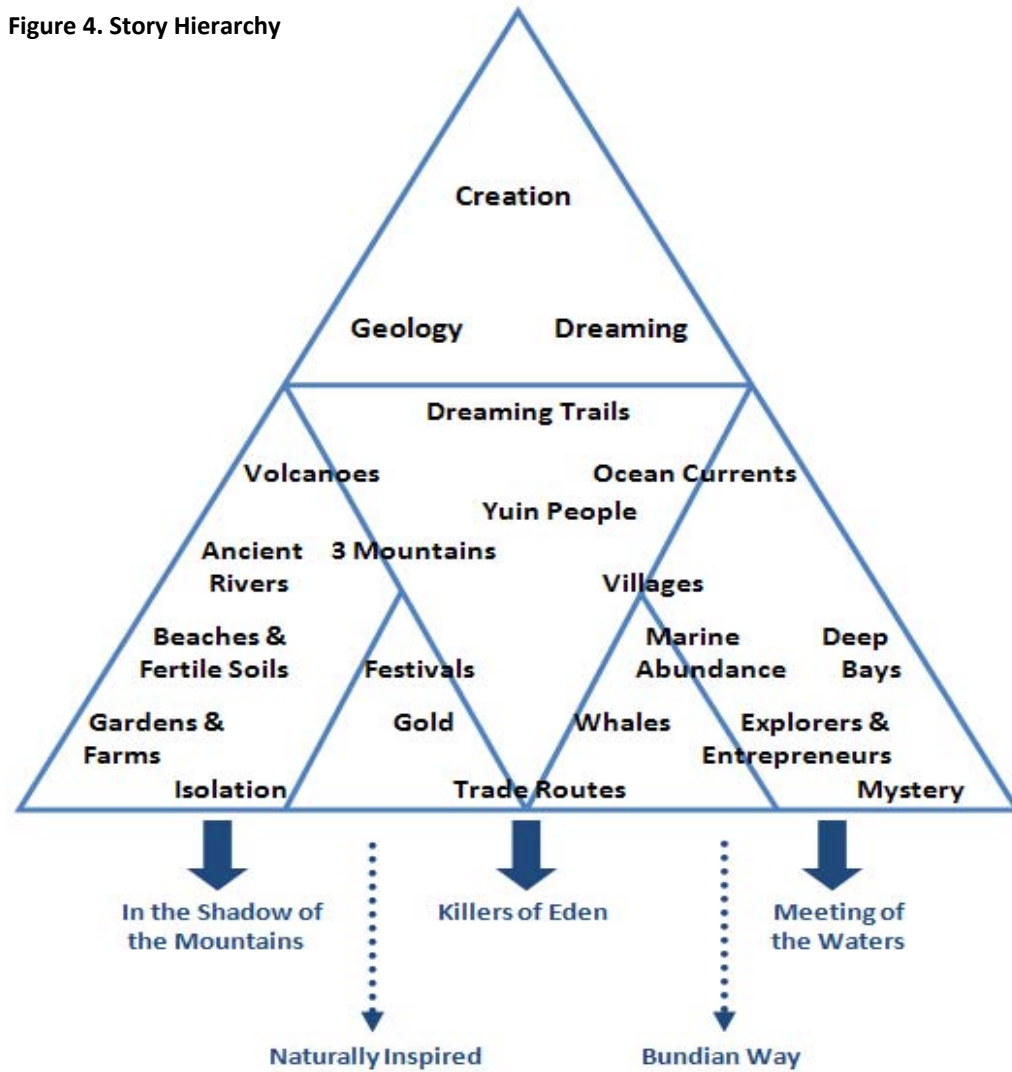 Figure 4. Story Hierarchy
Creation
Geology
Dreaming
Dreaming Trails
Volcanoes
Ocean Currents
Yuin People
Ancient
Rivers
3 Mountains
Villages
Beaches &
Fertile Soils
Festivals
Marine
Abundance
Deep
Bays
Gardens &
Farms
Gold
Whales
Explorers &
Entrepreneurs
Isolation
Trade Routes
Mystery
In the Shadow of
the Mountains
Killers of Eden
Meeting of
the Waters
Naturally Inspired
Bundian Way